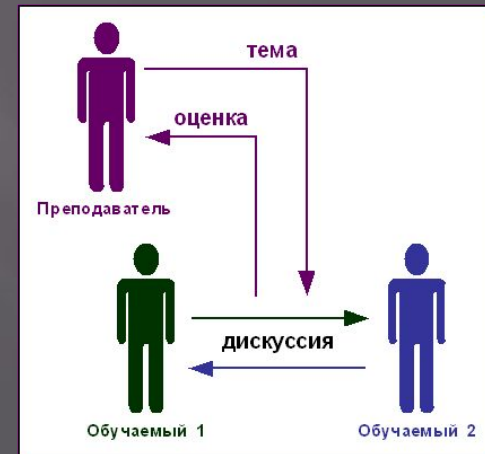 тема
оценка
Преподаватель
дискуссия
Обучаемый 1
Обучаемый 2